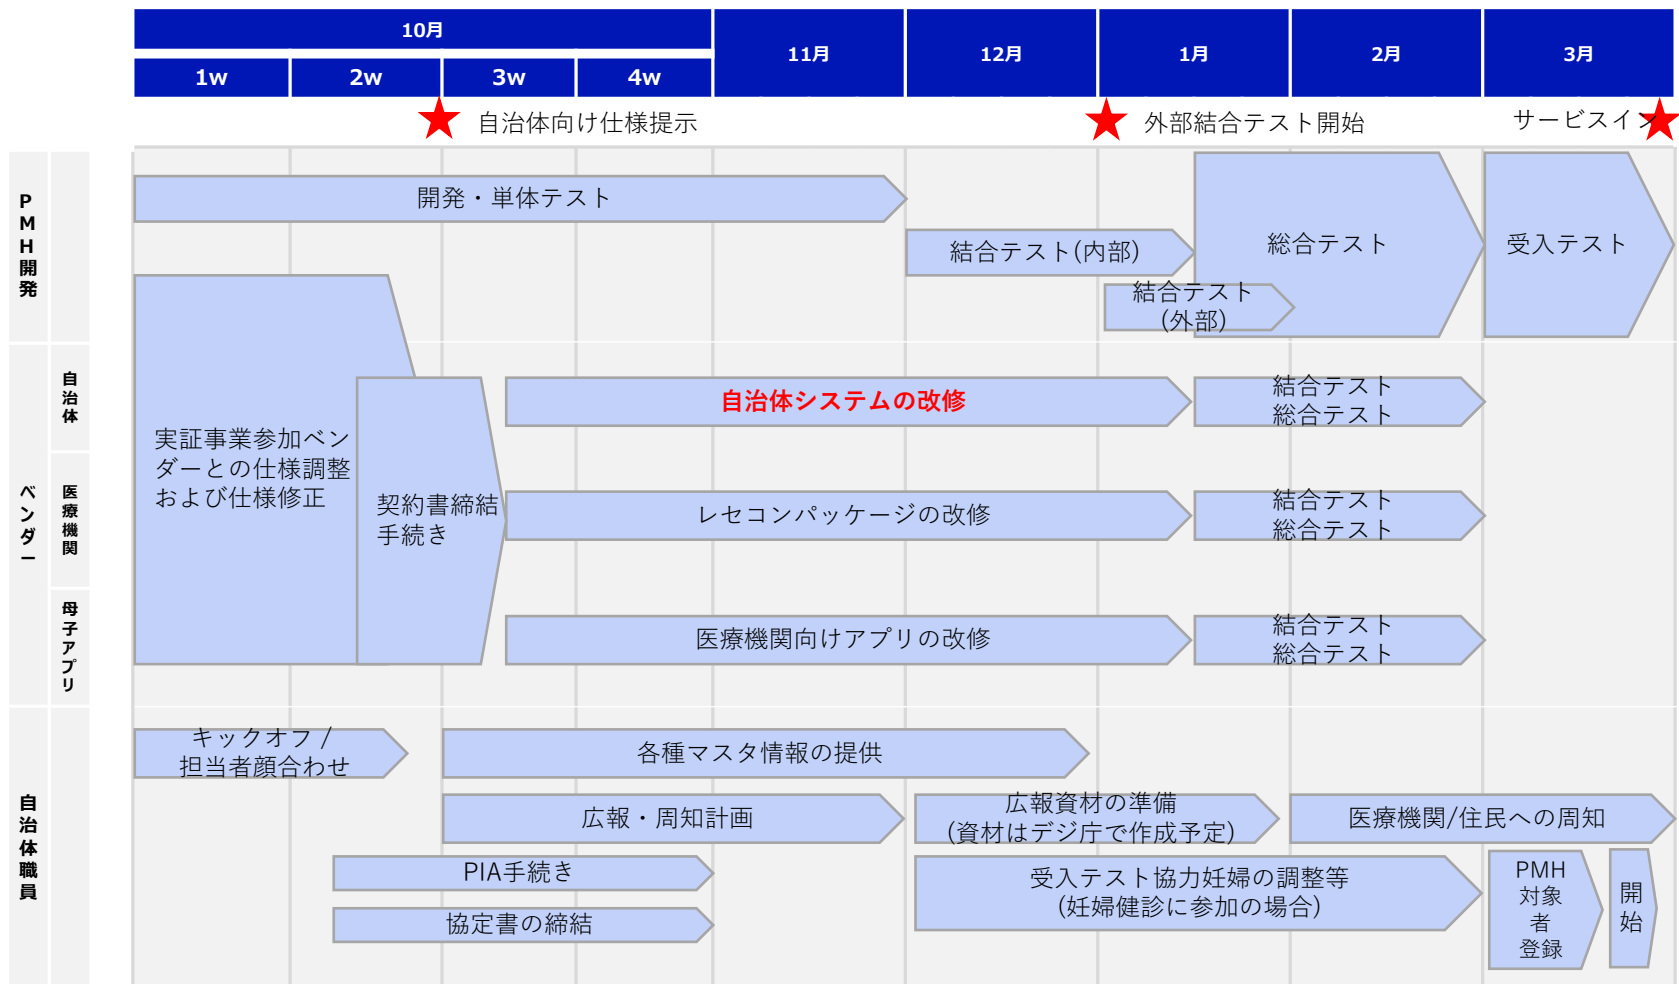 10月
11月
12月
1月
2月
3月
1w
2w
3w
4w
自治体向け仕様提示
外部結合テスト開始
サービスイン
PMH開発
開発・単体テスト
結合テスト(内部)
総合テスト
受入テスト
結合テスト
(外部)
ベンダー
自治体
医療機関
母子アプリ
実証事業参加ベン
ダーとの仕様調整
および仕様修正
契約書締結
手続き
自治体システムの改修
結合テスト
総合テスト
レセコンパッケージの改修
結合テスト
総合テスト
医療機関向けアプリの改修
結合テスト
総合テスト
自治体職員
キックオフ /
担当者顔合わせ
各種マスタ情報の提供
広報・周知計画
広報資材の準備
(資材はデジ庁で作成予定)
医療機関/住民への周知
PIA手続き
受入テスト協力妊婦の調整等
(妊婦健診に参加の場合)
協定書の締結
PMH
対象
者
登録
開
始